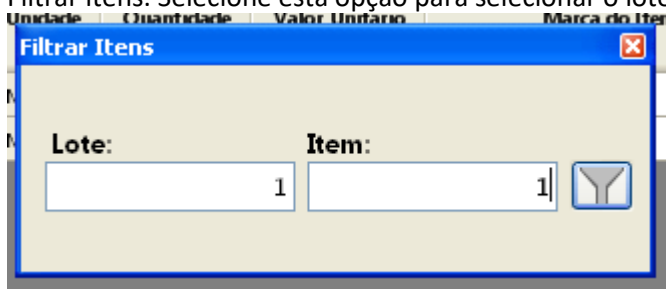 Filtrar Itens: Selecione esta opção para selecionar o lote
Unidade Quantidade Valor Unitário Marca do Iter
Filtrar Itens
Lote: Item:
1 1